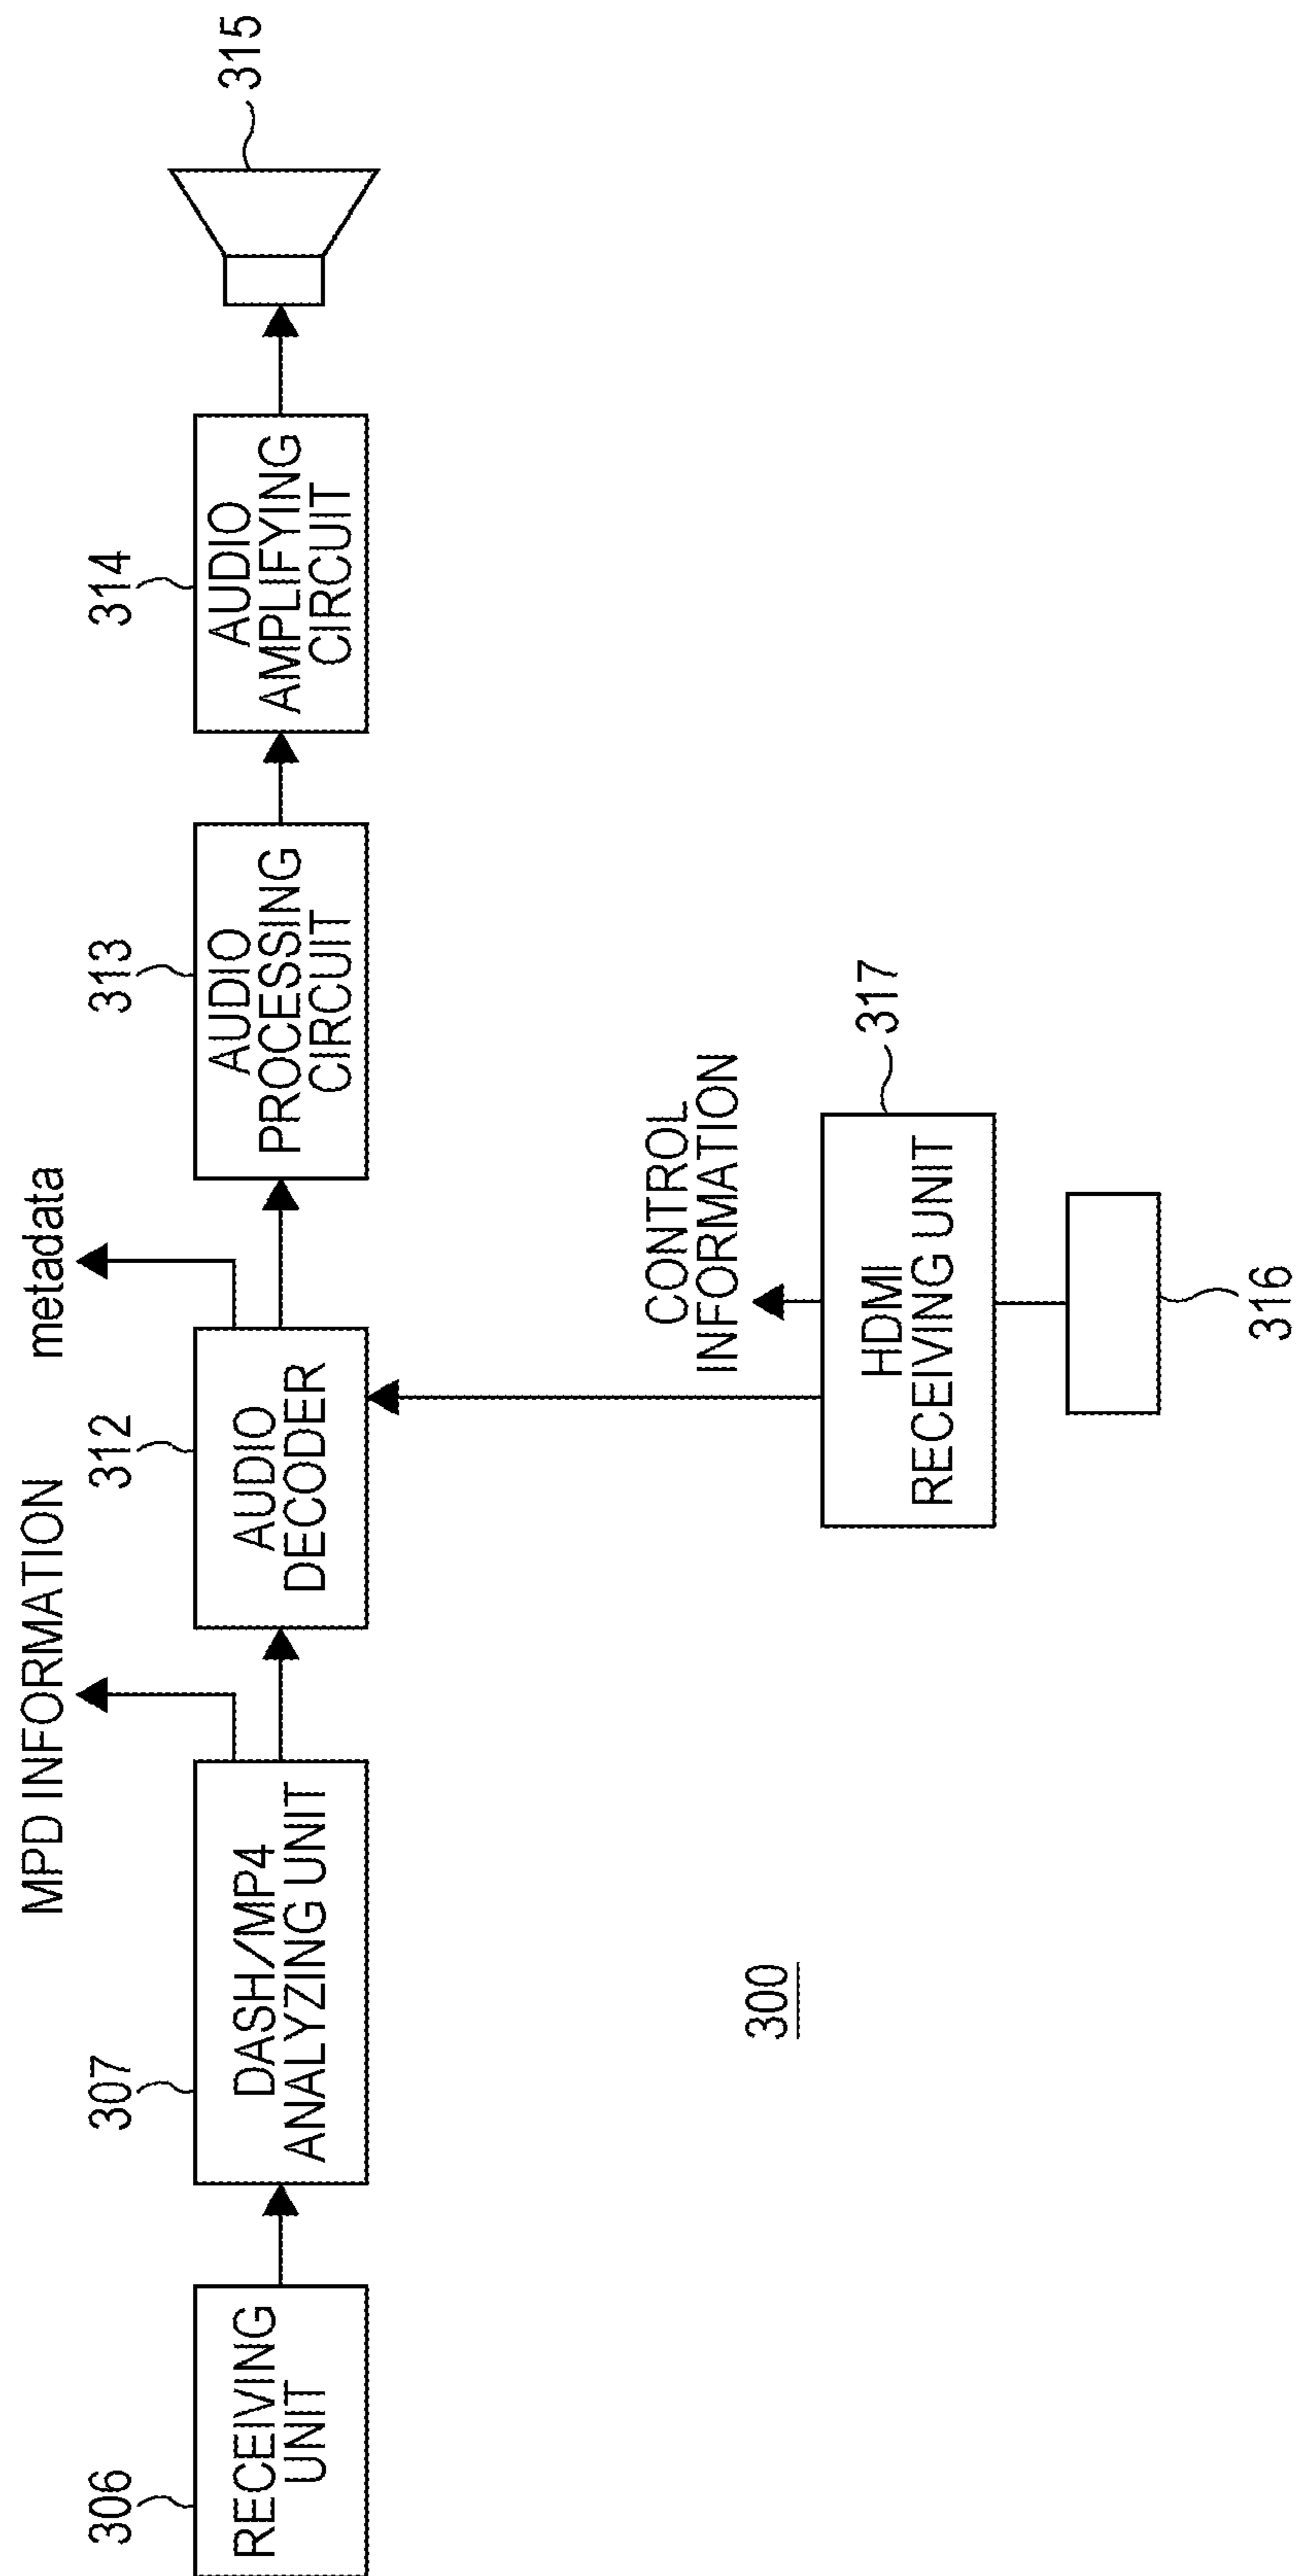 MPD INFORMATION
metadata
306
307
312
313
314
315
RECEIVING
UNIT
DASH/MP4
ANALYZING UNIT
AUDIO
DECODER
AUDIO
PROCESSING
CIRCUIT
AUDIO
AMPLIFYING
CIRCUIT
CONTROL
INFORMATION
300
317
HDMI
RECEIVING UNIT
316